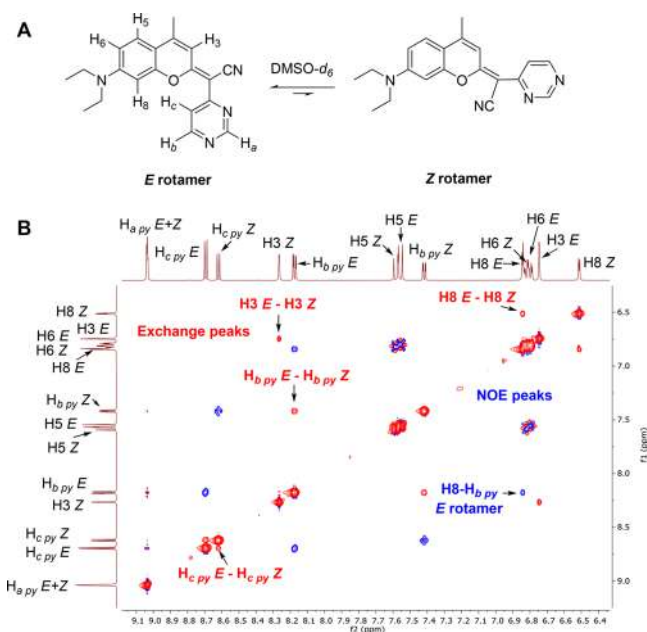 A
H5
H6
H3
O
CN
N
H8
Hc
N
N
Hb
Ha
E rotamer
DMSO-d6
N
O
CN
N
N
Z rotamer
B
Ha py E+Z
Hc py E
Hc py Z
H3 Z
Hb py E
H5 Z
H5 E
Hb py Z
H8 E
H6 Z
H6 E
H3 E
H8 Z
H8 Z
H3 E
H6 E
H6 Z
H8 E
Hb py Z
H5 E
H5 Z
Hb py E
H3 Z
Hc py Z
Hc py E
Ha py E+Z
H3 E - H3 Z
Exchange peaks
H8 E - H8 Z
Hb py E - Hb py Z
NOE peaks
H8-Hb py
E rotamer
Hc py E - Hc py Z
6.5
7.0
7.5
8.0
8.5
9.0
f1 (ppm)
9.1 9.0 8.9 8.8 8.7 8.6 8.5 8.4 8.3 8.2 8.1 8.0 7.9 7.8 7.7 7.6 7.5 7.4 7.3 7.2 7.1 7.0 6.9 6.8 6.7 6.6 6.5 6.4
f2 (ppm)